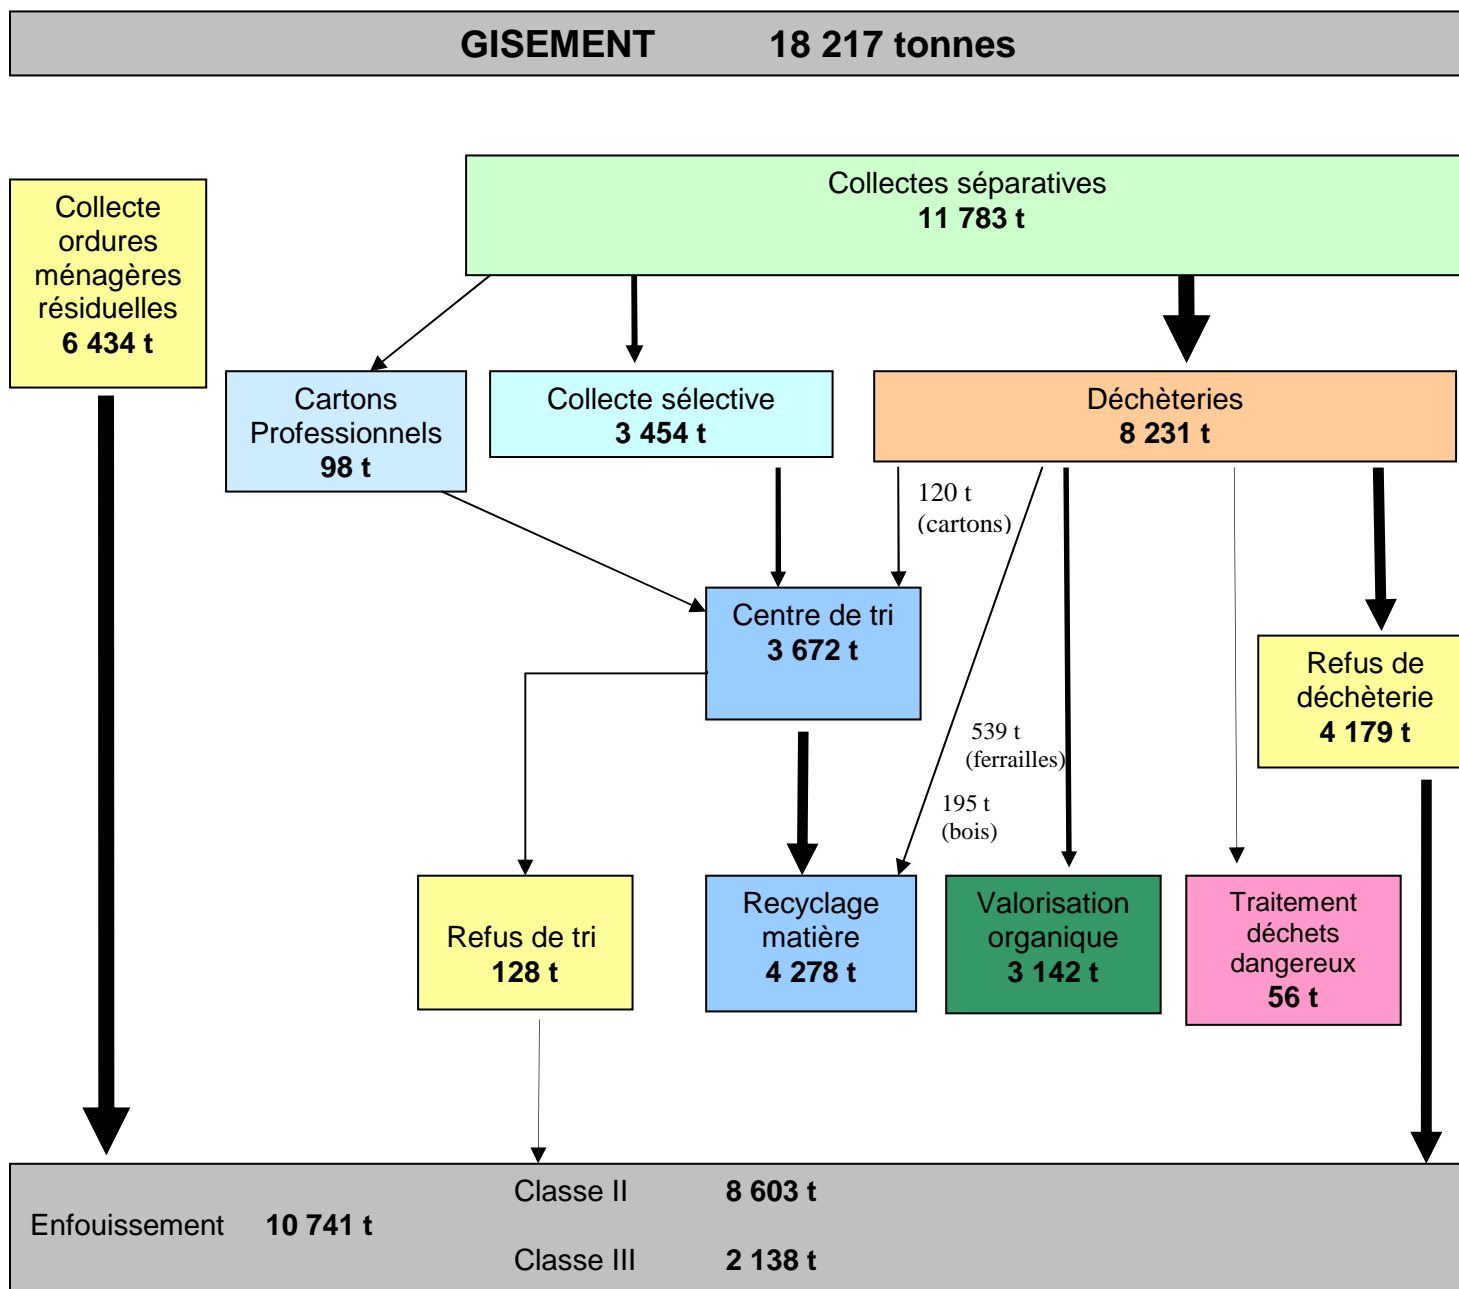 GISEMENT 18 217 tonnes
Collectes séparatives
11 783 t
Collecte
ordures
ménagères
résiduelles
6 434 t
Cartons
Professionnels
98 t
Collecte sélective
3 454 t
Déchèteries
8 231 t
120 t
(cartons)
Centre de tri
3 672 t
Refus de
déchèterie
4 179 t
539 t
(ferrailles)
195 t
(bois)
Refus de tri
128 t
Recyclage
matière
4 278 t
Valorisation
organique
3 142 t
Traitement
déchets
dangereux
56 t
Classe II 8 603 t
Enfouissement 10 741 t
Classe III 2 138 t